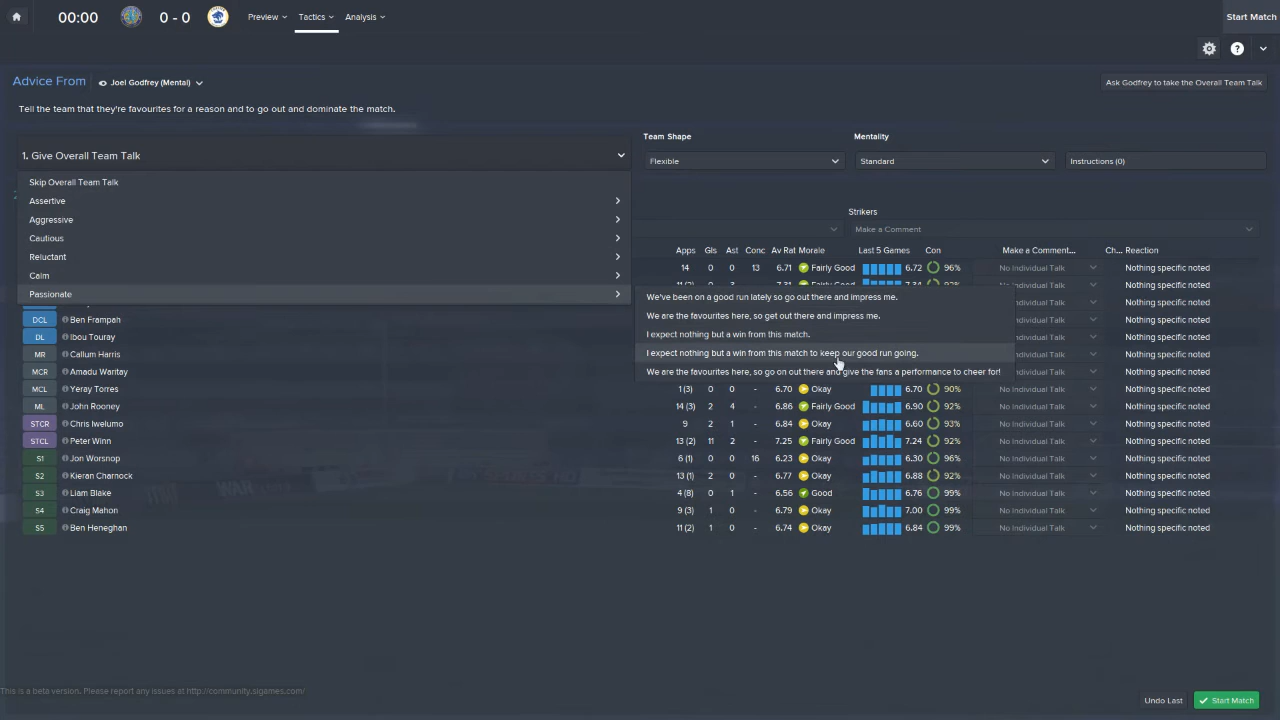 00:00 0 - 0 Preview Tactics Analysis Start Match
Advice From Joel Godfrey (Mental) Ask Godfrey to take the Overall Team Talk
Tell the team that they're favourites for a reason and to go out and dominate the match.
Team Shape Mentality
1. Give Overall Team Talk Flexible Standard Instructions (0)
Skip Overall Team Talk
Assertive
Strikers
Aggressive
Make a Comment
Cautious
Apps Gls Ast Conc Av Rat Morale Last 5 Games Con Make a Comment... Ch... Reaction
Reluctant
14 0 0 13 6.71 Fairly Good 6.72 96% No Individual Talk Nothing specific noted
Calm
Nothing specific noted
Passionate
We've been on a good run lately so go out there and impress me.
Nothing specific noted
We are the favourites here, so get out there and impress me.
DCL Ben Frampah Nothing specific noted
I expect nothing but a win from this match.
DL Ibou Touray Nothing specific noted
I expect nothing but a win from this match to keep our good run going.
MR Callum Harris Nothing specific noted
We are the favourites here, so go on out there and give the fans a performance to cheer for!
MCR Amadu Waritay Nothing specific noted
MCL Yeray Torres 1 (3) 0 0 - 6.70 Okay 6.70 90% No Individual Talk Nothing specific noted
ML John Rooney 14 (3) 2 4 - 6.86 Fairly Good 6.90 92% No Individual Talk Nothing specific noted
STCR Chris Iwelumo 9 2 1 - 6.84 Okay 6.60 93% No Individual Talk Nothing specific noted
STCL Peter Winn 13 (2) 11 2 - 7.25 Fairly Good 7.24 92% No Individual Talk Nothing specific noted
S1 Jon Worsnop 6 (1) 0 0 16 6.23 Okay 6.30 96% No Individual Talk Nothing specific noted
S2 Kieran Charnock 13 (1) 2 0 - 6.77 Okay 6.88 92% No Individual Talk Nothing specific noted
S3 Liam Blake 4 (8) 0 1 - 6.56 Good 6.76 99% No Individual Talk Nothing specific noted
S4 Craig Mahon 9 (3) 1 1 - 6.79 Okay 7.00 99% No Individual Talk Nothing specific noted
S5 Ben Heneghan 11 (2) 1 0 - 6.74 Okay 6.84 99% No Individual Talk Nothing specific noted
This is a beta version. Please report any issues at http://community.sigames.com/
Undo Last Start Match